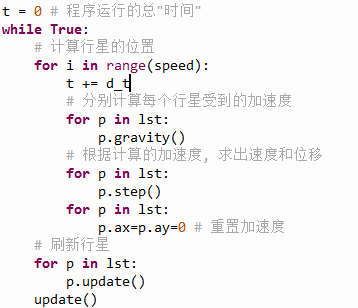 t = 0 # 程序运行的总"时间"
while True:
    # 计算行星的位置
    for i in range(speed):
        t += d_t
        # 分别计算每个行星受到的加速度
        for p in lst:
            p.gravity()
        # 根据计算的加速度, 求出速度和位移
        for p in lst:
            p.step()
        for p in lst:
            p.ax=p.ay=0 # 重置加速度
    # 刷新行星
    for p in lst:
        p.update()
    update()